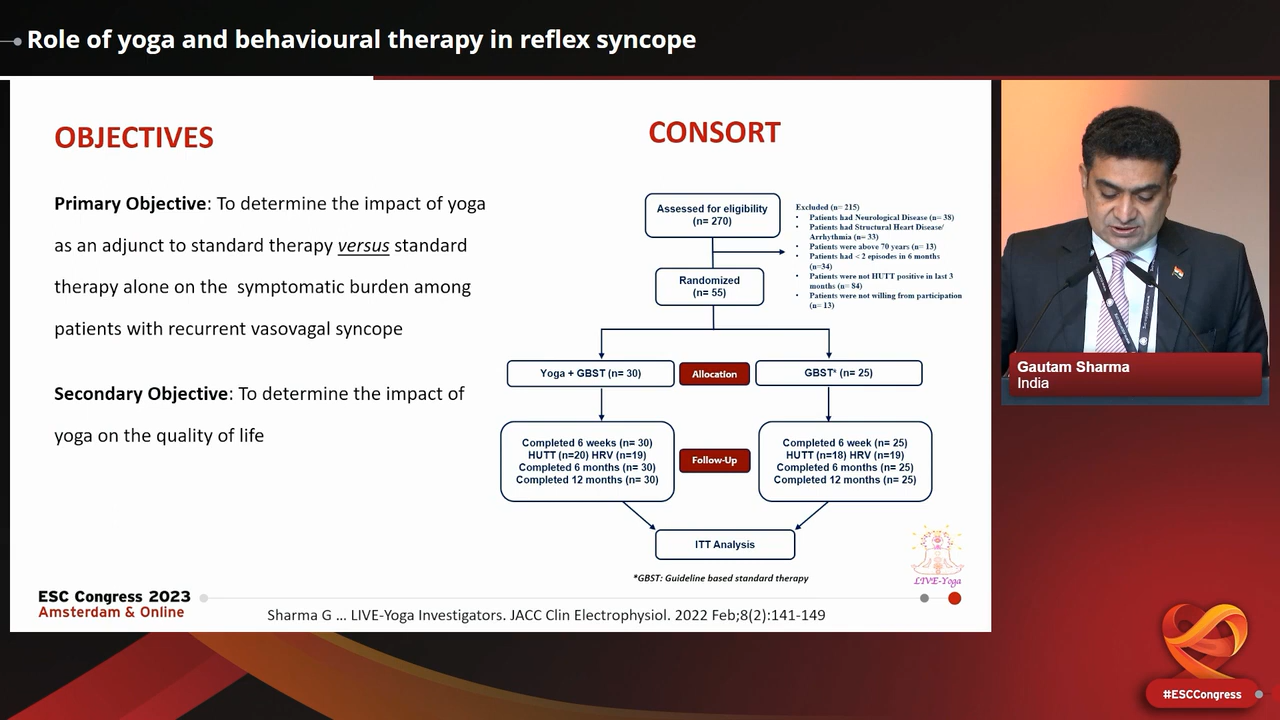 Role of yoga and behavioural therapy in reflex syncope
OBJECTIVES
Primary Objective: To determine the impact of yoga
as an adjunct to standard therapy versus standard
therapy alone on the symptomatic burden among
patients with recurrent vasovagal syncope
Secondary Objective: To determine the impact of
yoga on the quality of life
CONSORT
Assessed for eligibility
(n= 270)
Excluded (n= 215)
• Patients had Neurological Disease (n= 38)
• Patients had Structural Heart Disease/
Arrhythmia (n= 33)
• Patients were above 70 years (n= 13)
• Patients had < 2 episodes in 6 months
(n=34)
• Patients were not HUTT positive in last 3
months (n= 84)
• Patients were not willing from participation
(n= 13)
Randomized
(n= 55)
Yoga + GBST (n= 30)
Allocation
GBST* (n= 25)
Completed 6 weeks (n= 30)
HUTT (n=20) HRV (n=19)
Completed 6 months (n= 30)
Completed 12 months (n= 30)
Follow-Up
Completed 6 week (n= 25)
HUTT (n=18) HRV (n=19)
Completed 6 months (n= 25)
Completed 12 months (n= 25)
ITT Analysis
*GBST: Guideline based standard therapy
LIVE-Yoga
ESC Congress 2023
Amsterdam & Online
Sharma G ... LIVE-Yoga Investigators. JACC Clin Electrophysiol. 2022 Feb;8(2):141-149
Gautam Sharma
India
#ESCCongress